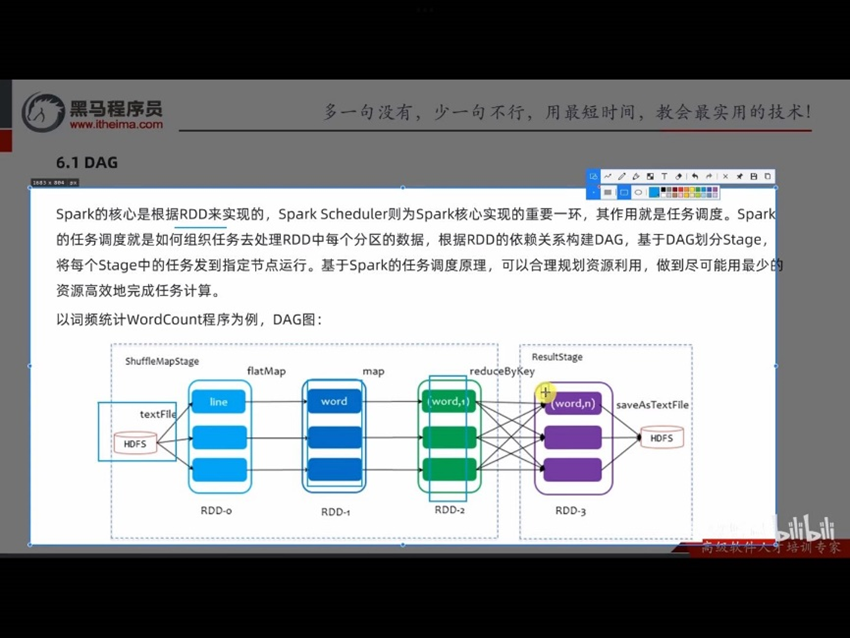 黑马程序员
www.itheima.com
多一句没有，少一句不行，用最短时间，教会最实用的技术！
6.1 DAG
1683 x 804 px
Spark的核心是根据RDD来实现的，Spark Scheduler则为Spark核心实现的重要一环，其作用就是任务调度。Spark
的任务调度就是如何组织任务去处理RDD中每个分区的数据，根据RDD的依赖关系构建DAG，基于DAG划分Stage，
将每个Stage中的任务发到指定节点运行。基于Spark的任务调度原理，可以合理规划资源利用，做到尽可能用最少的
资源高效地完成任务计算。
以词频统计WordCount程序为例，DAG图：
ShuffleMapStage
ResultStage
flatMap
map
reduceByKey
textFile
line
word
(word,1)
(word,n)
saveAsTextFile
HDFS
HDFS
RDD-0
RDD-1
RDD-2
RDD-3
bilibili
高级软件人才培训专家